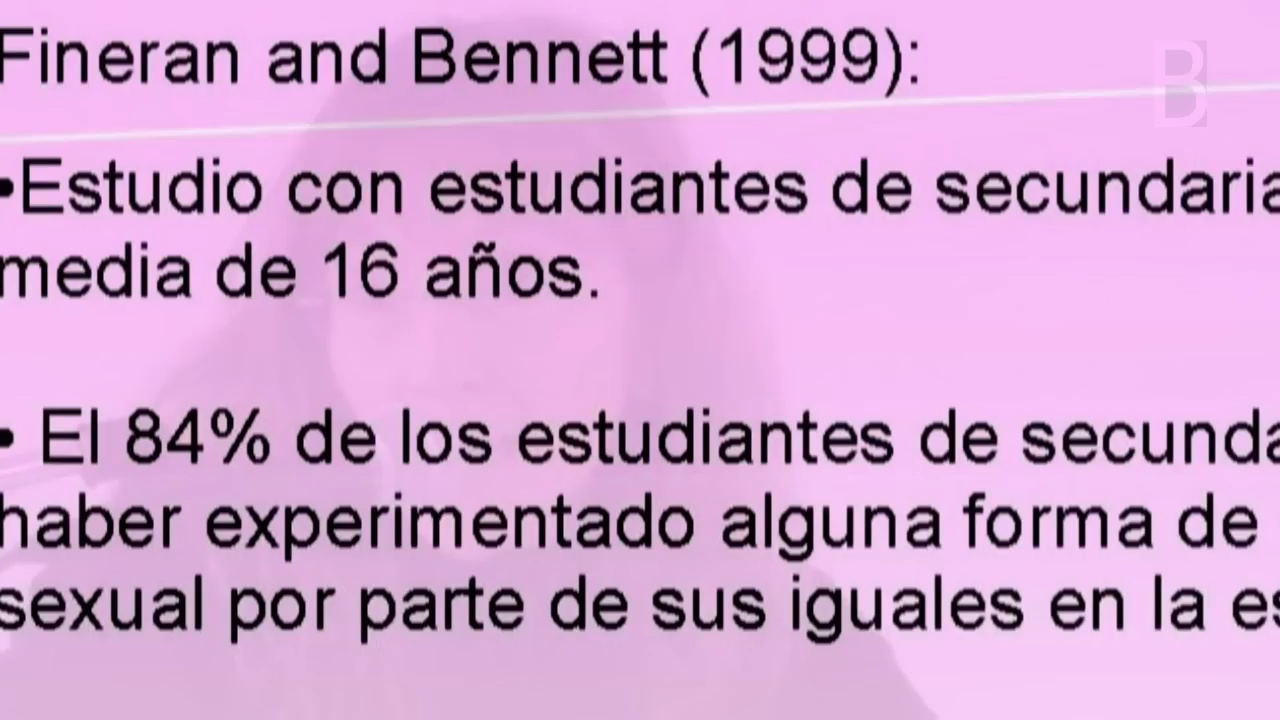 Fineran and Bennett (1999):
B
•Estudio con estudiantes de secundaria
media de 16 años.
• El 84% de los estudiantes de secunda
haber experimentado alguna forma de
sexual por parte de sus iguales en la es